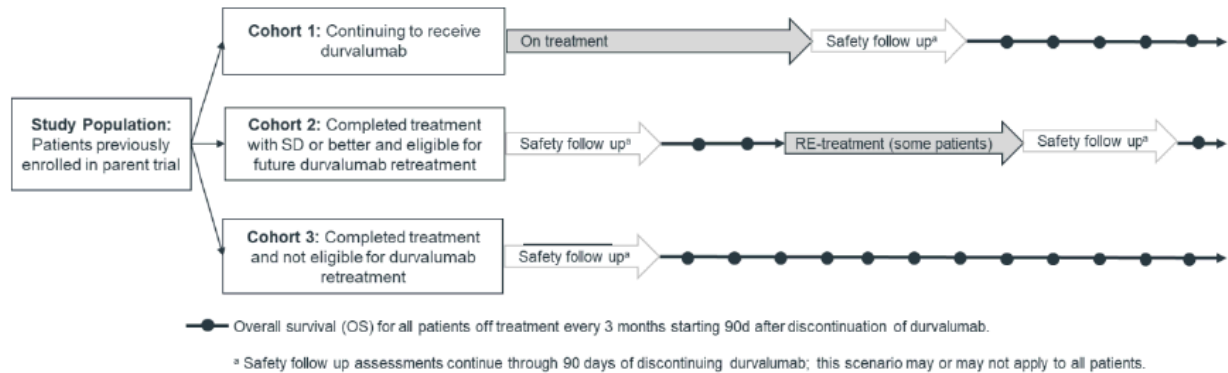 Cohort 1: Continuing to receive
durvalumab
On treatment
Safety follow upᵃ
Study Population:
Patients previously
enrolled in parent trial
Cohort 2: Completed treatment
with SD or better and eligible for
future durvalumab retreatment
Safety follow upᵃ
RE-treatment (some patients)
Safety follow upᵃ
Cohort 3: Completed treatment
and not eligible for durvalumab
retreatment
Safety follow upᵃ
Overall survival (OS) for all patients off treatment every 3 months starting 90d after discontinuation of durvalumab.
ᵃ Safety follow up assessments continue through 90 days of discontinuing durvalumab; this scenario may or may not apply to all patients.